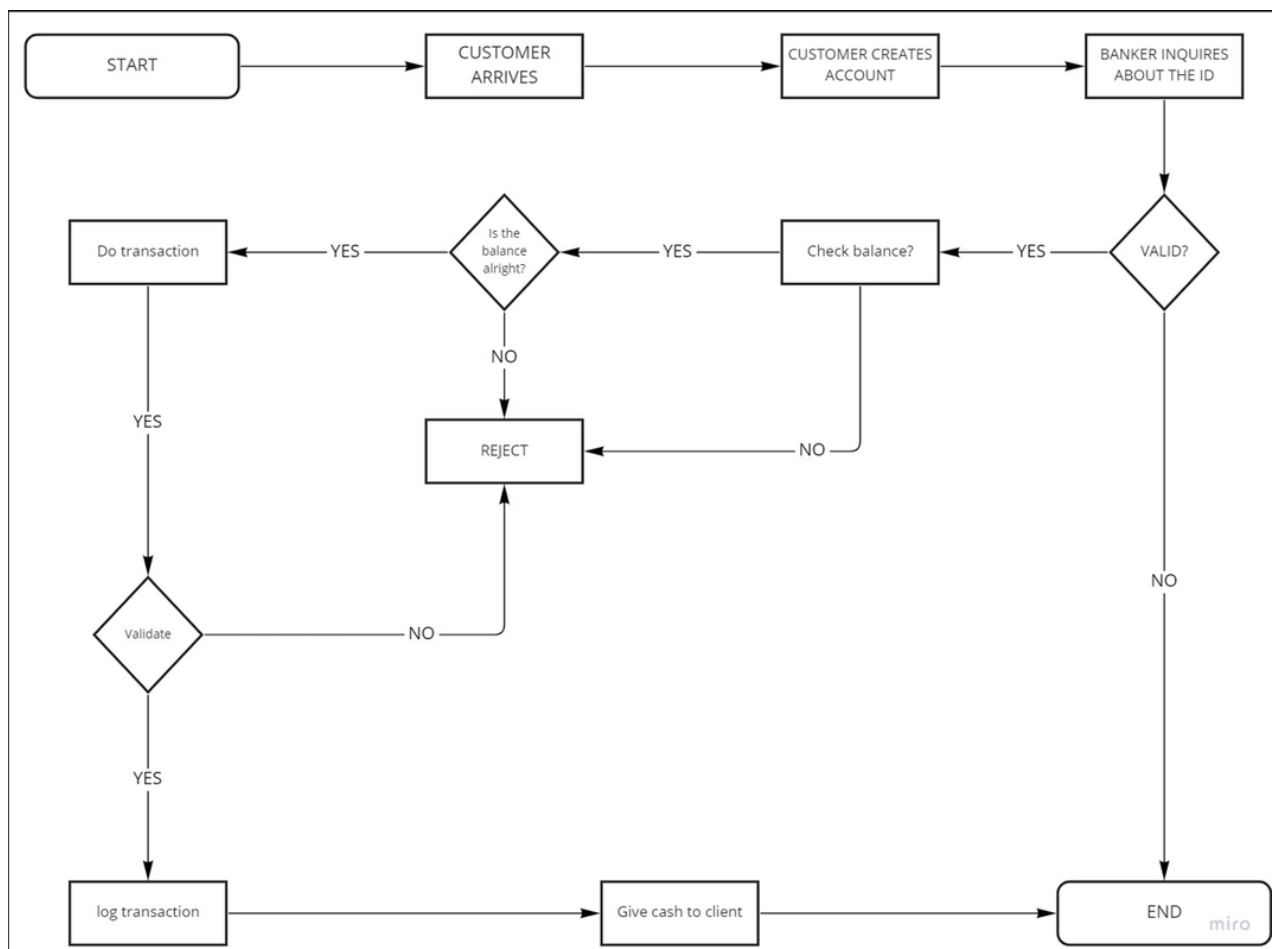 START
CUSTOMER
ARRIVES
CUSTOMER CREATES
ACCOUNT
BANKER INQUIRES
ABOUT THE ID
Do transaction
YES
Is the
balance
alright?
YES
Check balance?
YES
VALID?
NO
YES
REJECT
NO
NO
Validate
NO
YES
log transaction
Give cash to client
END
miro